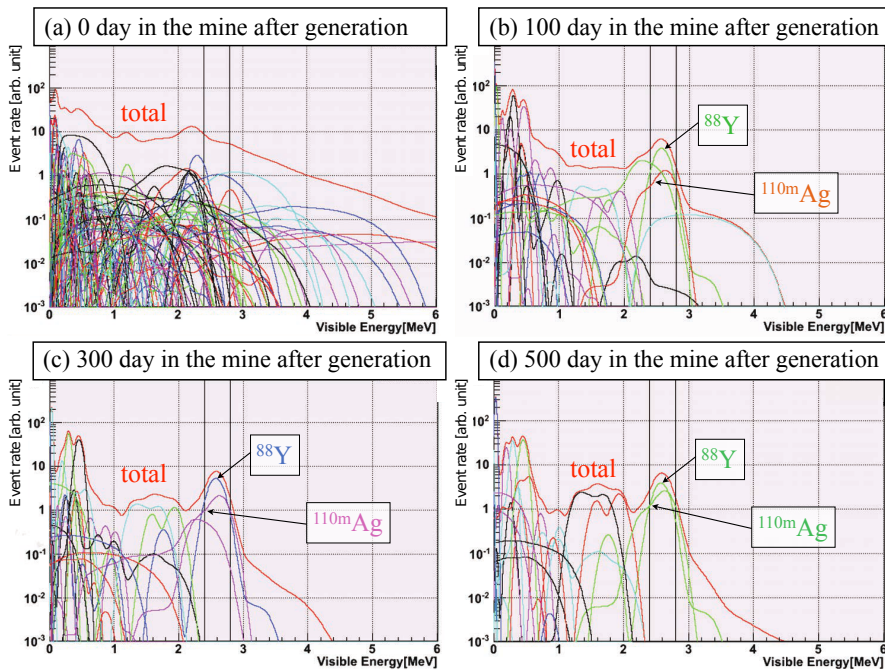 (a) 0 day in the mine after generation
Event rate [arb. unit]
10²
10
1
10⁻¹
10⁻²
10⁻³
total
0 1 2 3 4 5 6
Visible Energy[MeV]
(b) 100 day in the mine after generation
Event rate [arb. unit]
10²
10
1
10⁻¹
10⁻²
10⁻³
total
⁸⁸Y
¹¹⁰ᵐAg
0 1 2 3 4 5 6
Visible Energy[MeV]
(c) 300 day in the mine after generation
Event rate [arb. unit]
10²
10
1
10⁻¹
10⁻²
10⁻³
total
⁸⁸Y
¹¹⁰ᵐAg
0 1 2 3 4 5 6
Visible Energy[MeV]
(d) 500 day in the mine after generation
Event rate [arb. unit]
10²
10
1
10⁻¹
10⁻²
10⁻³
total
⁸⁸Y
¹¹⁰ᵐAg
0 1 2 3 4 5 6
Visible Energy[MeV]